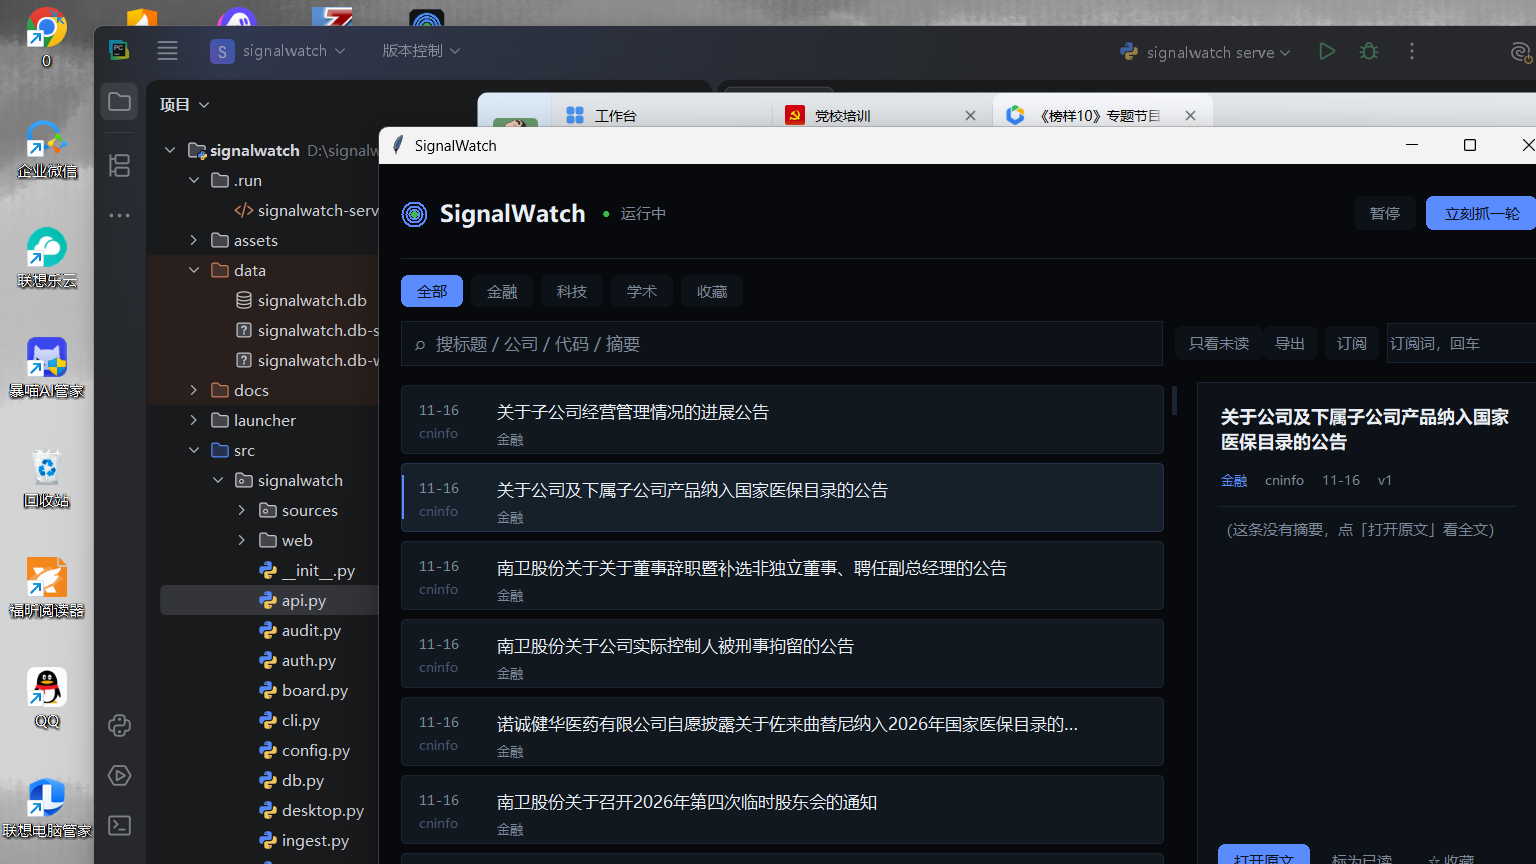 0
企业微信
联想乐云
暴喵AI管家
回收站
福昕阅读器
QQ
联想电脑管家
PC
S
signalwatch
版本控制
signalwatch serve
项目
signalwatch D:\signalw
.run
signalwatch-serv
assets
data
signalwatch.db
signalwatch.db-s
signalwatch.db-w
docs
launcher
src
signalwatch
sources
web
__init__.py
api.py
audit.py
auth.py
board.py
cli.py
config.py
db.py
desktop.py
ingest.py
工作台
党校培训
《榜样10》专题节目
SignalWatch
SignalWatch
运行中
暂停
立刻抓一轮
全部
金融
科技
学术
收藏
搜标题 / 公司 / 代码 / 摘要
只看未读
导出
订阅
订阅词，回车
11-16
关于子公司经营管理情况的进展公告
cninfo
金融
11-16
关于公司及下属子公司产品纳入国家医保目录的公告
cninfo
金融
11-16
南卫股份关于关于董事辞职暨补选非独立董事、聘任副总经理的公告
cninfo
金融
11-16
南卫股份关于公司实际控制人被刑事拘留的公告
cninfo
金融
11-16
诺诚健华医药有限公司自愿披露关于佐来曲替尼纳入2026年国家医保目录的...
cninfo
金融
11-16
南卫股份关于召开2026年第四次临时股东会的通知
cninfo
金融
关于公司及下属子公司产品纳入国家
医保目录的公告
金融 cninfo 11-16 v1
（这条没有摘要，点「打开原文」看全文）
打开原文
标为已读
☆ 收藏